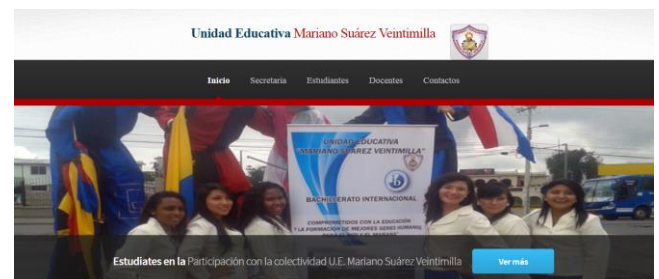 Unidad Educativa Mariano Suárez Veintimilla
Inicio Secretaria Estudiantes Docentes Contactos
UNIDAD EDUCATIVA
"MARIANO SUÁREZ VEINTIMILLA"
BACHILLERATO INTERNACIONAL
COMPROMETIDOS CON LA EDUCACIÓN
Y LA FORMACIÓN DE MEJORES SERES HUMANOS
Estudiates en la Participación con la colectividad U.E. Mariano Suárez Veintimilla
Ver más